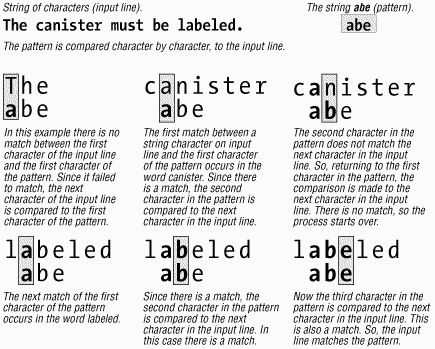 String of characters (input line).
The string abe (pattern).
The canister must be labeled.
abe
The pattern is compared character by character, to the input line.
The
abe
In this example there is no
match between the first
character of the input line
and the first character of
the pattern. Since it failed
to match, the next
character of the input line
is compared to the first
character of the pattern.
canister
abe
The first match between a
string character on input
line and the first character
of the pattern occurs in the
word canister. Since there
is a match, the second
character in the pattern is
compared to the next
character in the input line.
canister
abe
The second character in the
pattern does not match the
next character in the input
line. So, returning to the first
character in the pattern, the
comparison is made to the
next character in the input
line. There is no match, so the
process starts over.
labeled
abe
The next match of the first
character of the pattern
occurs in the word labeled.
labeled
abe
Since there is a match, the
second character in the pattern
is compared to the next
character in the input line. In
this case there is a match.
labeled
abe
Now the third character in the
pattern is compared to the next
character in the input line. This
is also a match. So, the input
line matches the pattern.